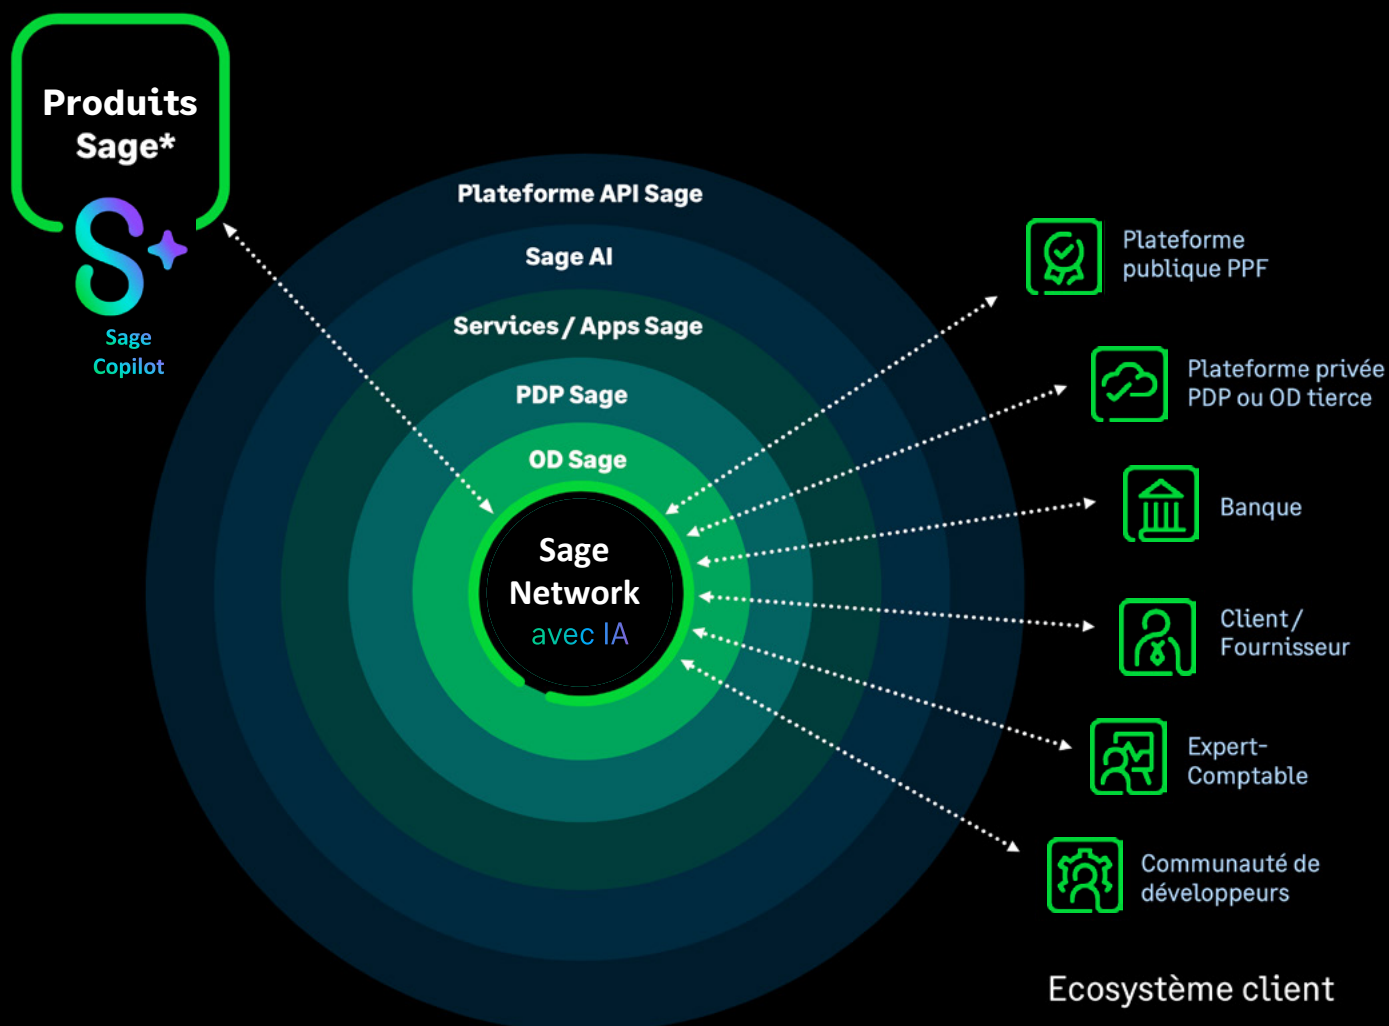 Produits
Sage*
Sage
Copilot
Plateforme API Sage
Sage AI
Services / Apps Sage
PDP Sage
OD Sage
Sage
Network
avec IA
Plateforme
publique PPF
Plateforme privée
PDP ou OD tierce
Banque
Client /
Fournisseur
Expert-
Comptable
Communauté de
développeurs
Ecosystème client